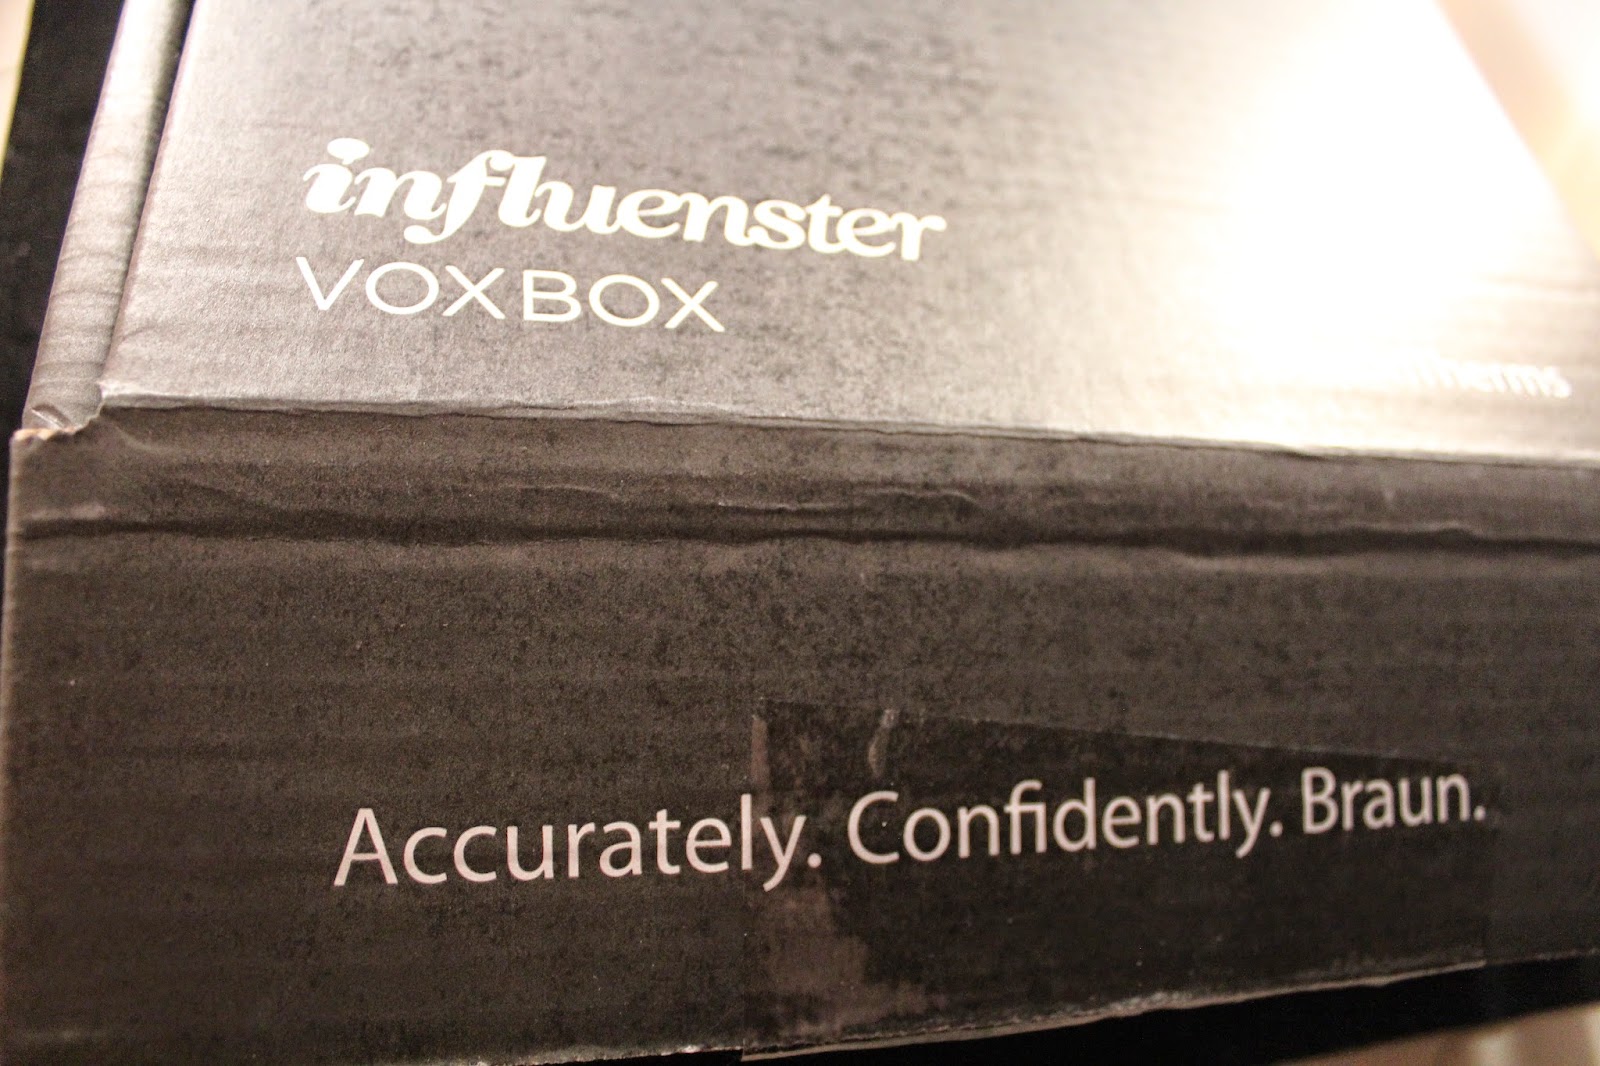 influenster
VOXBOX
Accurately. Confidently. Braun.